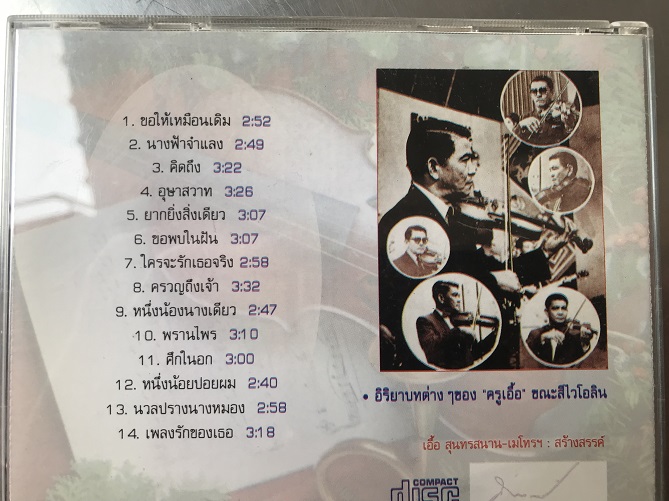 1. ขอให้เหมือนเดิม 2:52
2. นางฟ้าจำแลง 2:49
3. คิดถึง 3:22
4. อุษาสวาท 3:26
5. ยากยิ่งสิ่งเดียว 3:07
6. ขอพบในฝัน 3:07
7. ใครจะรักเธอจริง 2:58
8. ครวญถึงเจ้า 3:32
9. หนึ่งน้องนางเดียว 2:47
10. พรานไพร 3:10
11. ศึกในอก 3:00
12. หนึ่งน้อยปอยผม 2:40
13. นวลปรางนางหมอง 2:58
14. เพลงรักของเธอ 3:18
• อิริยาบทต่าง ๆของ "ครูเอื้อ" ขณะสีไวโอลิน
เอื้อ สุนทรสนาน-เมโทรฯ : สร้างสรรค์
COMPACT
disc